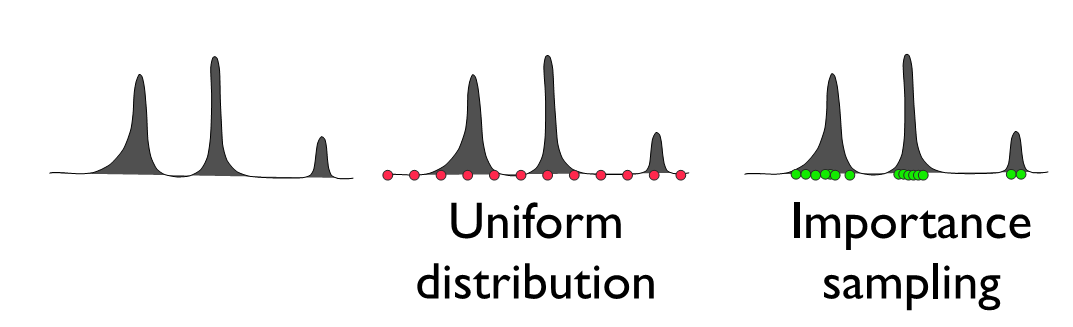 Uniform
distribution
Importance
sampling